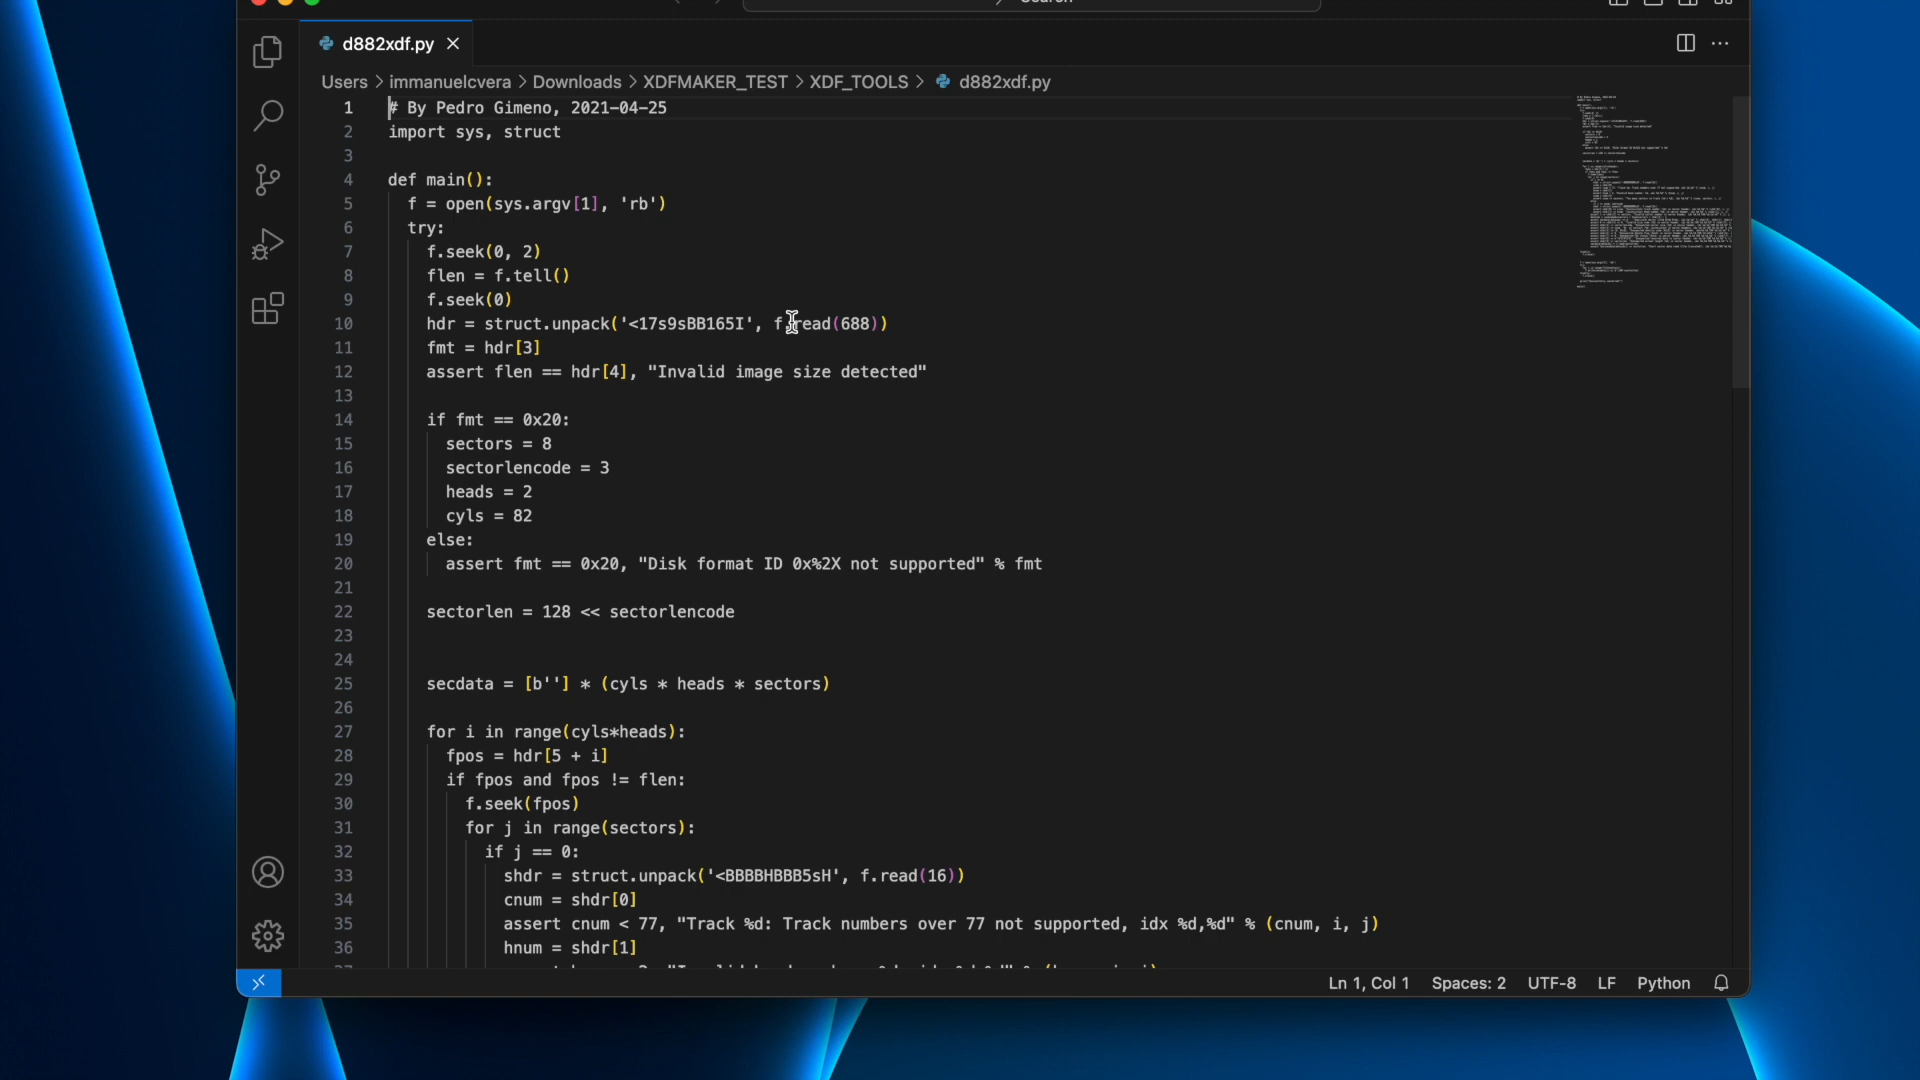 d882xdf.py
Users > immanuelcvera > Downloads > XDFMAKER_TEST > XDF_TOOLS > d882xdf.py
1 # By Pedro Gimeno, 2021-04-25
2 import sys, struct
3
4 def main():
5 f = open(sys.argv[1], 'rb')
6 try:
7 f.seek(0, 2)
8 flen = f.tell()
9 f.seek(0)
10 hdr = struct.unpack('<17s9sBB165I', f.read(688))
11 fmt = hdr[3]
12 assert flen == hdr[4], "Invalid image size detected"
13
14 if fmt == 0x20:
15 sectors = 8
16 sectorlencode = 3
17 heads = 2
18 cyls = 82
19 else:
20 assert fmt == 0x20, "Disk format ID 0x%2X not supported" % fmt
21
22 sectorlen = 128 << sectorlencode
23
24
25 secdata = [b''] * (cyls * heads * sectors)
26
27 for i in range(cyls*heads):
28 fpos = hdr[5 + i]
29 if fpos and fpos != flen:
30 f.seek(fpos)
31 for j in range(sectors):
32 if j == 0:
33 shdr = struct.unpack('<BBBBHBBB5sH', f.read(16))
34 cnum = shdr[0]
35 assert cnum < 77, "Track %d: Track numbers over 77 not supported, idx %d,%d" % (cnum, i, j)
36 hnum = shdr[1]
Ln 1, Col 1 Spaces: 2 UTF-8 LF Python